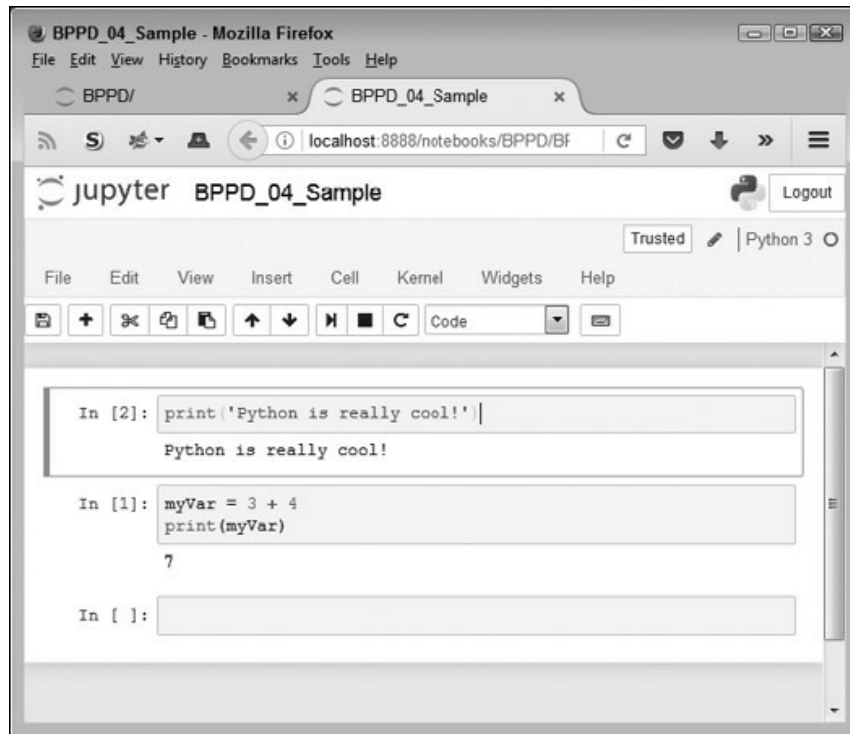 BPPD_04_Sample - Mozilla Firefox
File Edit View History Bookmarks Tools Help
BPPD/ × BPPD_04_Sample ×
S localhost:8888/notebooks/BPPD/BF »
jupyter BPPD_04_Sample Logout
Trusted Python 3
File Edit View Insert Cell Kernel Widgets Help
Code
In [2]: print('Python is really cool!')
Python is really cool!
In [1]: myVar = 3 + 4
print(myVar)
7
In [ ]: